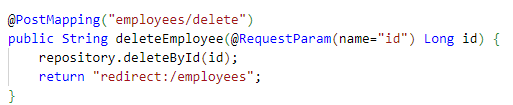 @PostMapping("employees/delete")
public String deleteEmployee(@RequestParam(name="id") Long id) {
    repository.deleteById(id);
    return "redirect:/employees";
}